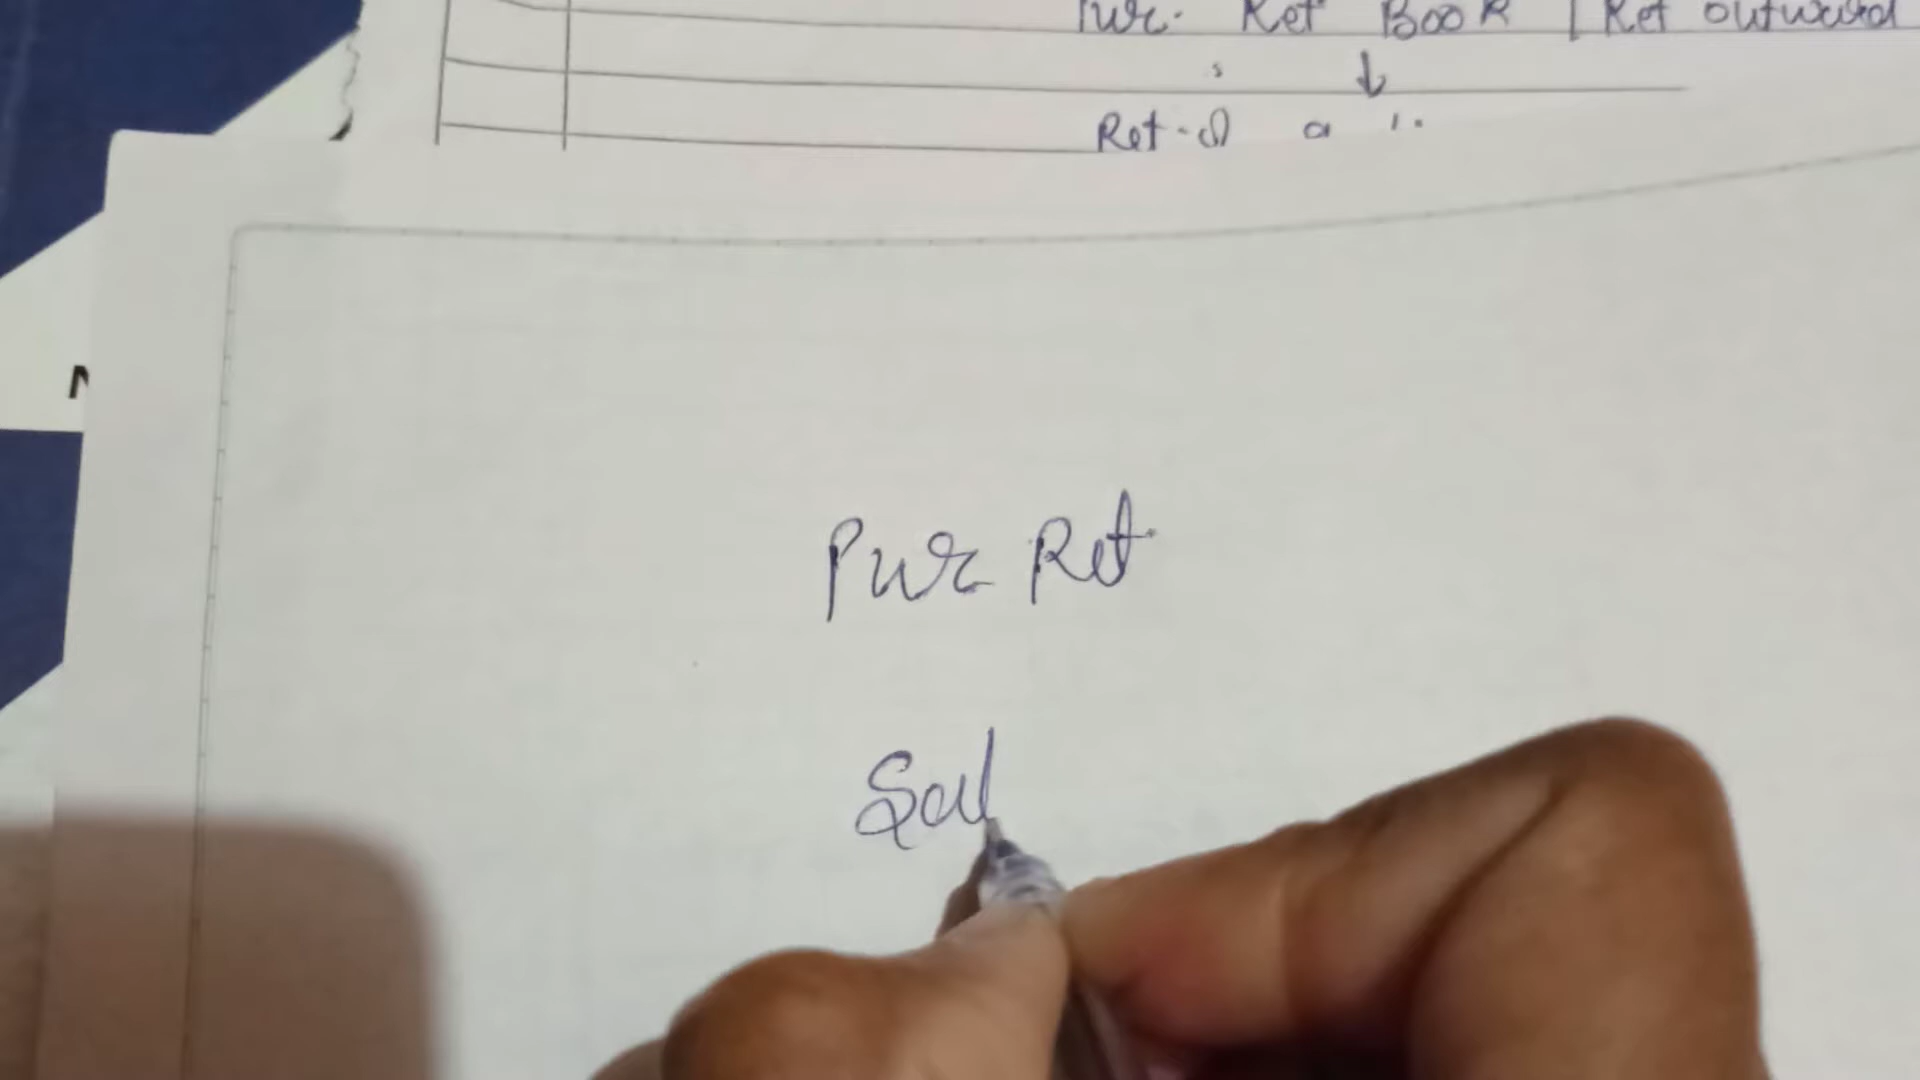 Pur. Ret Book | Ret outward
Ret.
N
Pur Ret
Sal